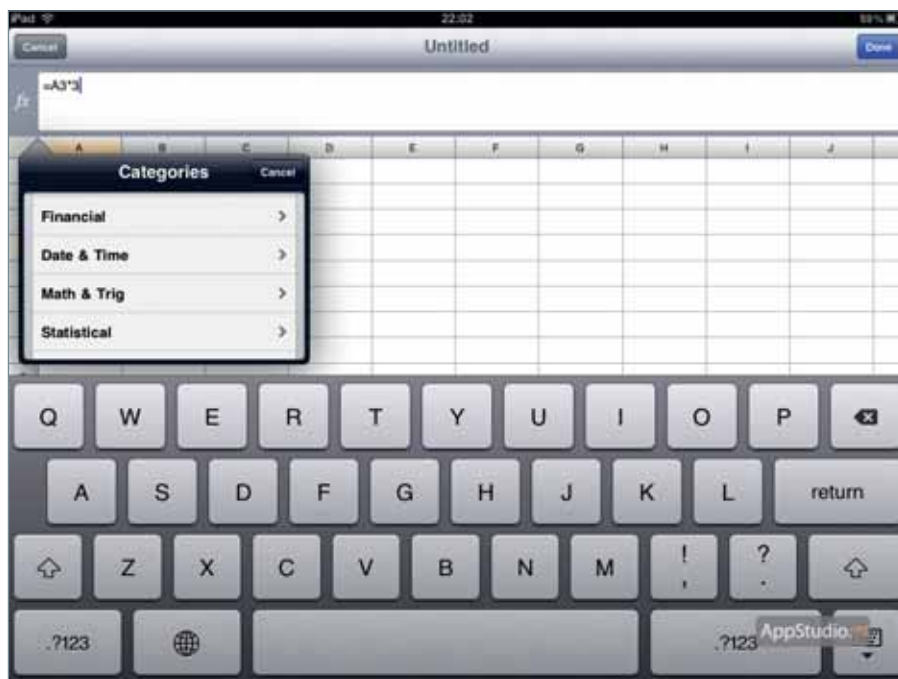 iPad 22:02 59%
Cancel Untitled Done
fx =A3*3
A B C D E F G H I J
Categories Cancel
Financial
Date & Time
Math & Trig
Statistical
Q W E R T Y U I O P
A S D F G H J K L return
Z X C V B N M ! , ? .
.?123 .?123
AppStudio